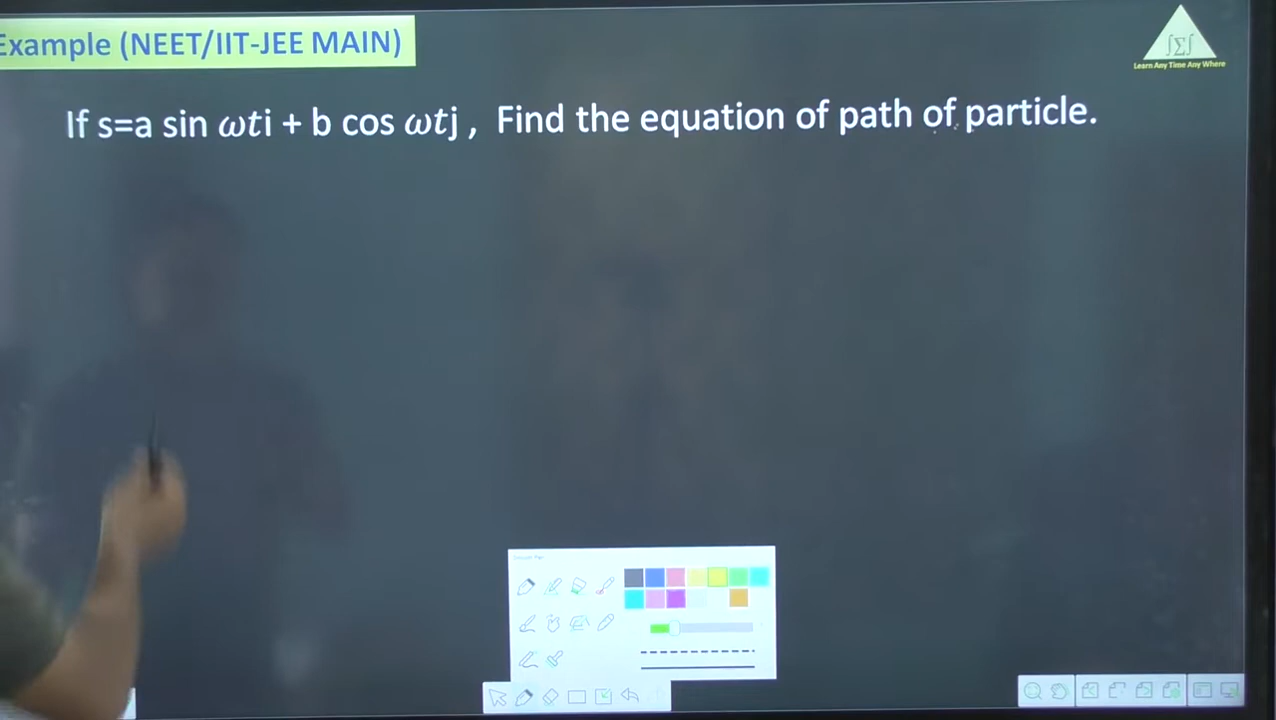 Example (NEET/IIT-JEE MAIN)
∫Σ∫
Learn Any Time Any Where
If s=a sin ωti + b cos ωtj , Find the equation of path of particle.